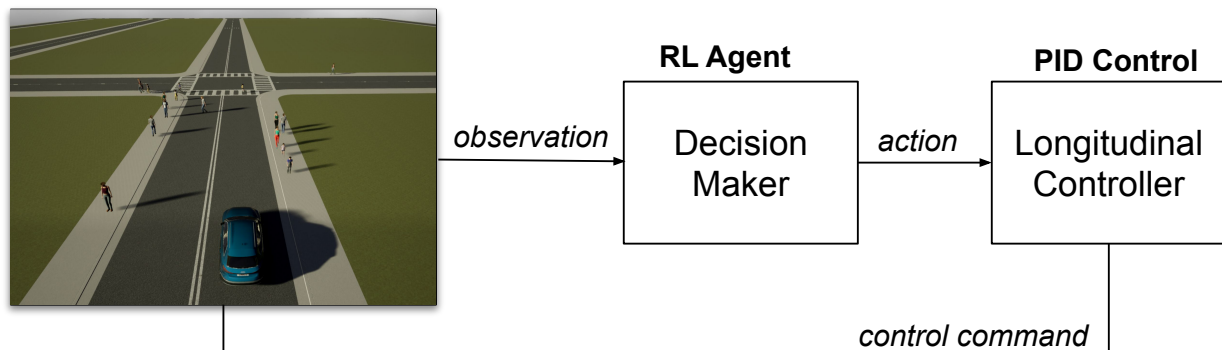 RL Agent
PID Control
observation
Decision
Maker
action
Longitudinal
Controller
control command